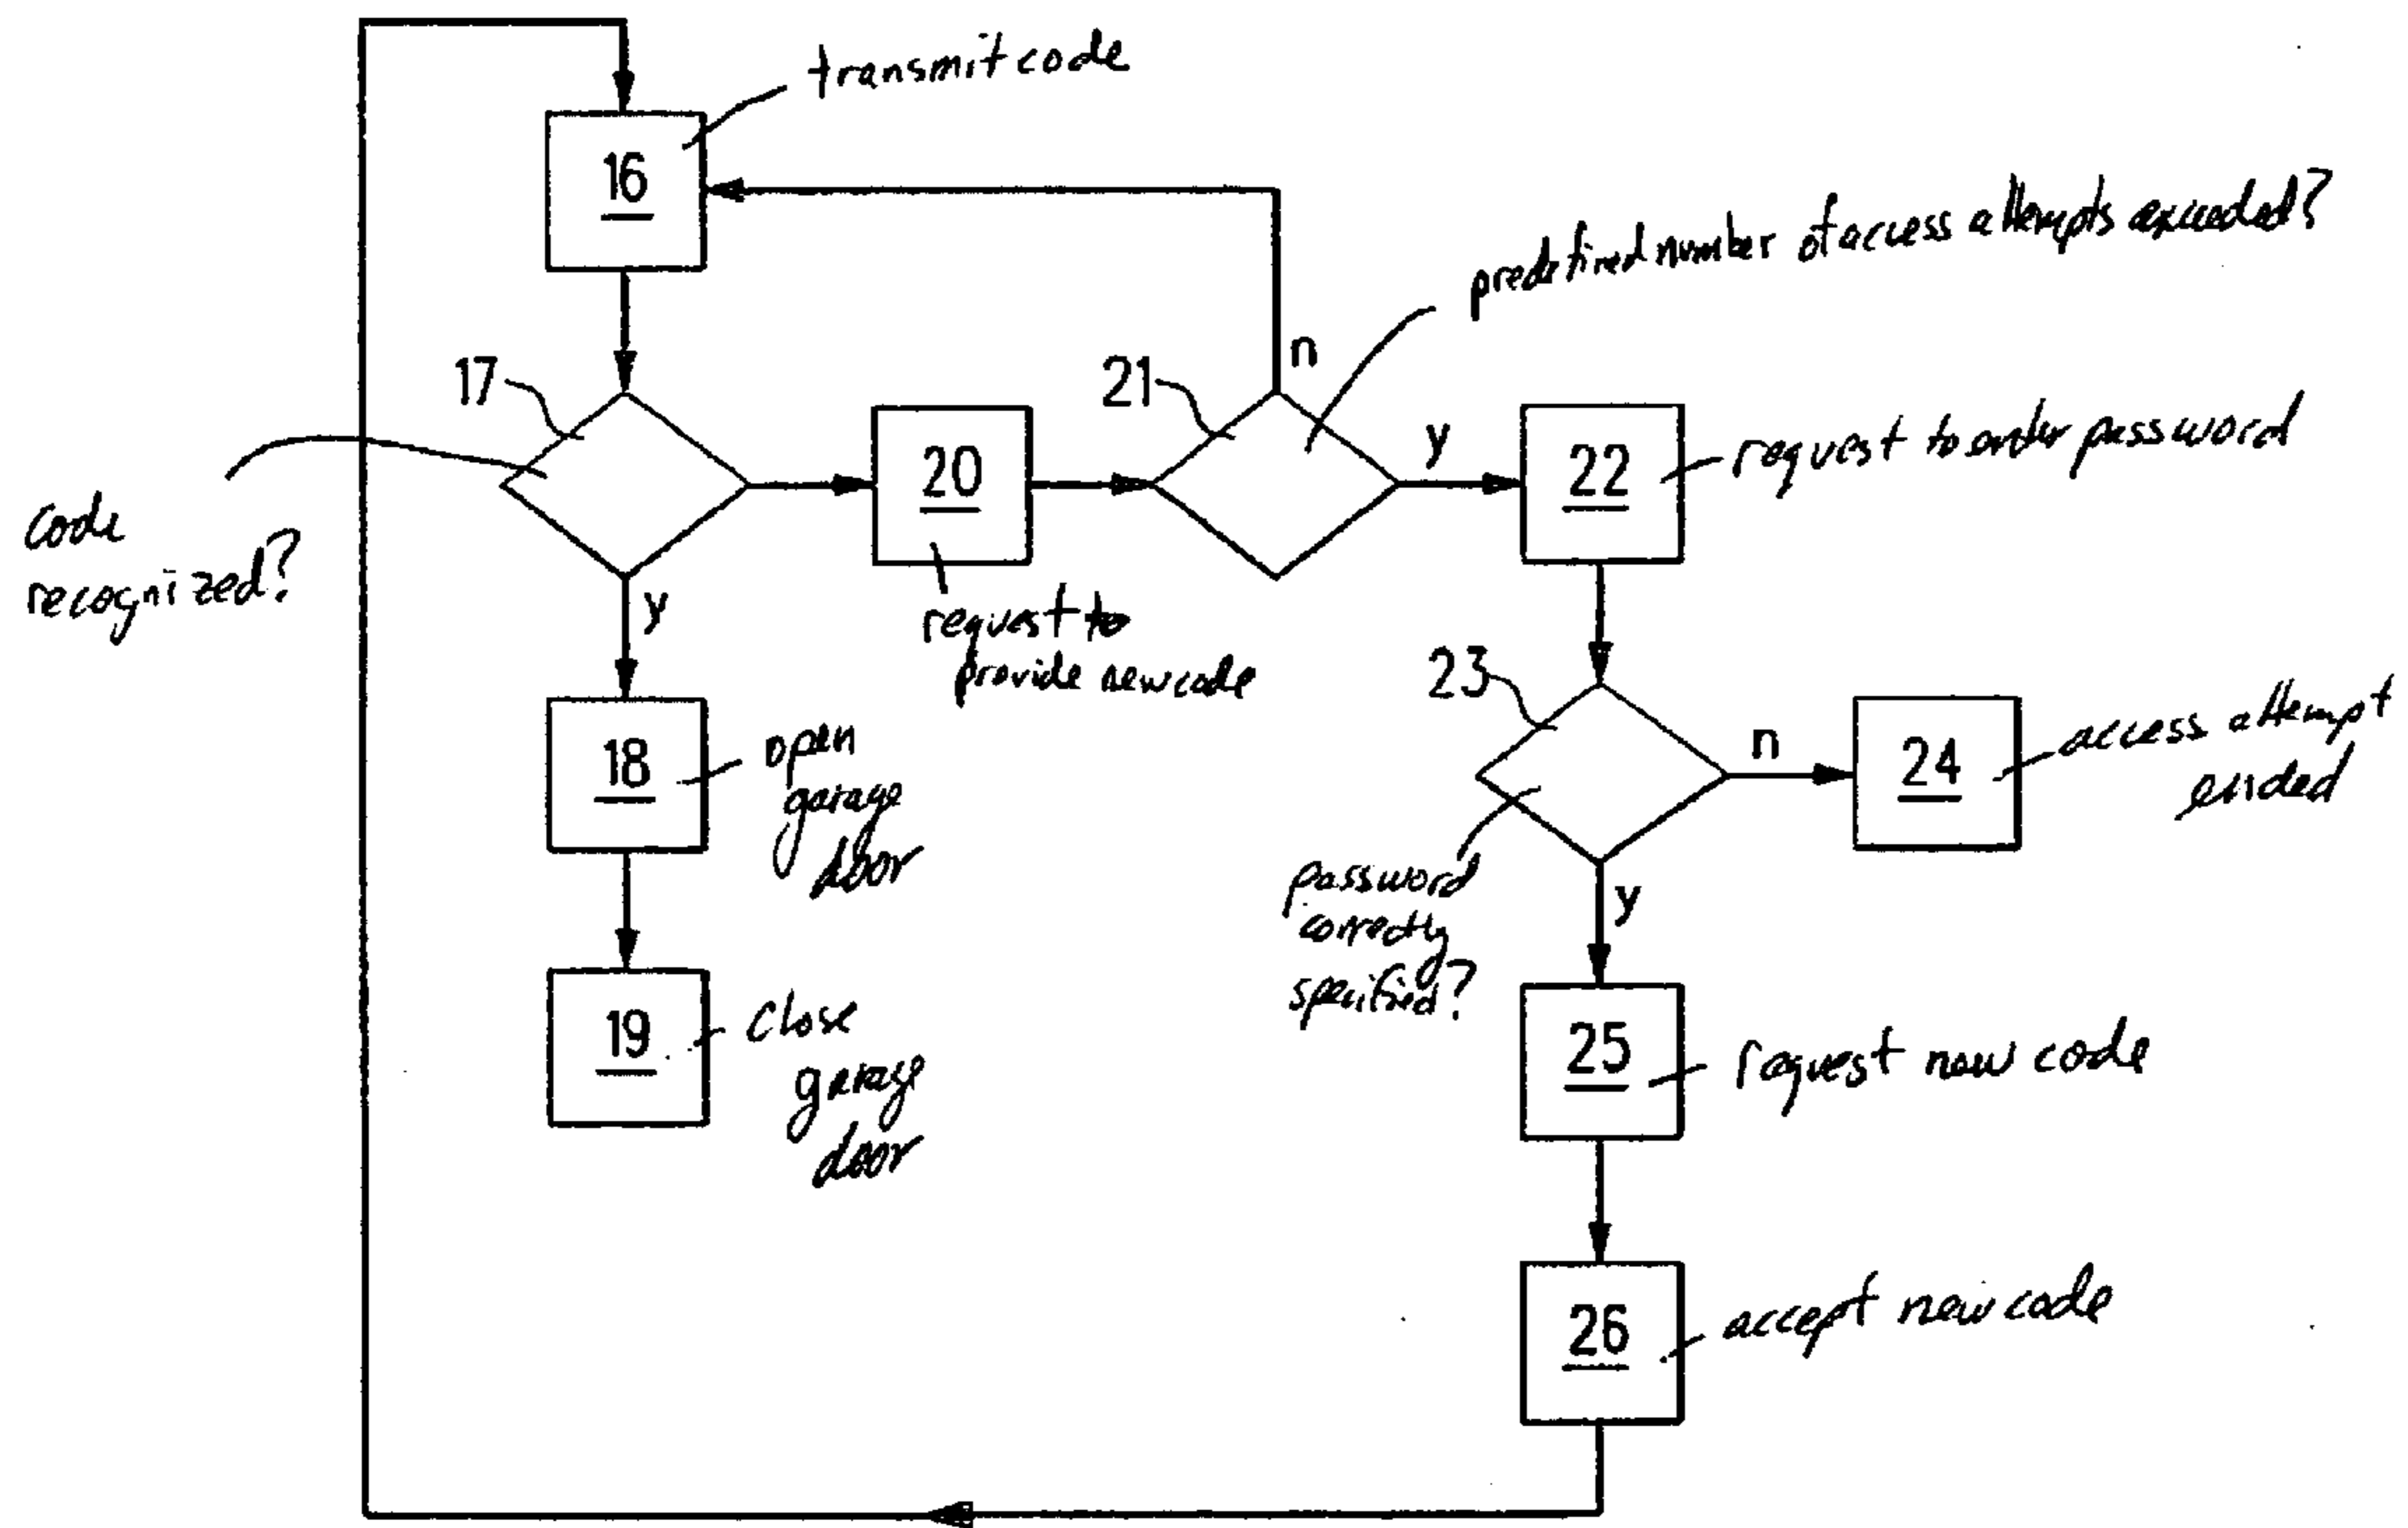 transmit code
16
predefined number of access attempts exceeded?
n
17
21
y
20
22
request to enter password
code
recognized?
y
request to
provide new code
23
n
18
open
garage
door
24
access attempt
ended
password
correctly
specified?
y
19
close
garage
door
25
request new code
26
accept new code